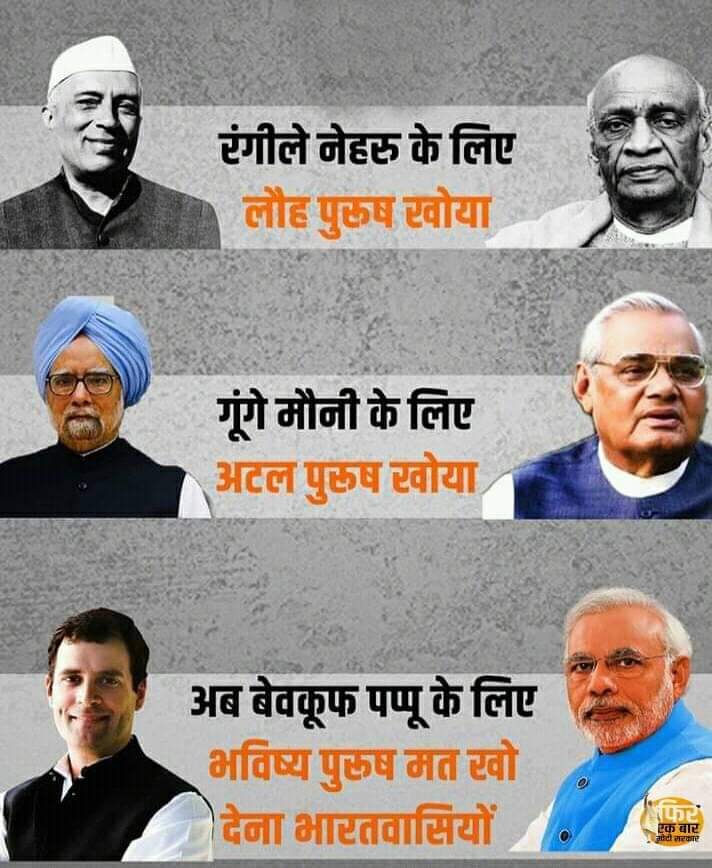 रंगीले नेहरु के लिए
लौह पुरूष खोया
गूंगे मौनी के लिए
अटल पुरूष खोया
अब बेवकूफ पप्पू के लिए
भविष्य पुरूष मत खो
देना भारतवासियों
फिर
एक बार
मोदी सरकार